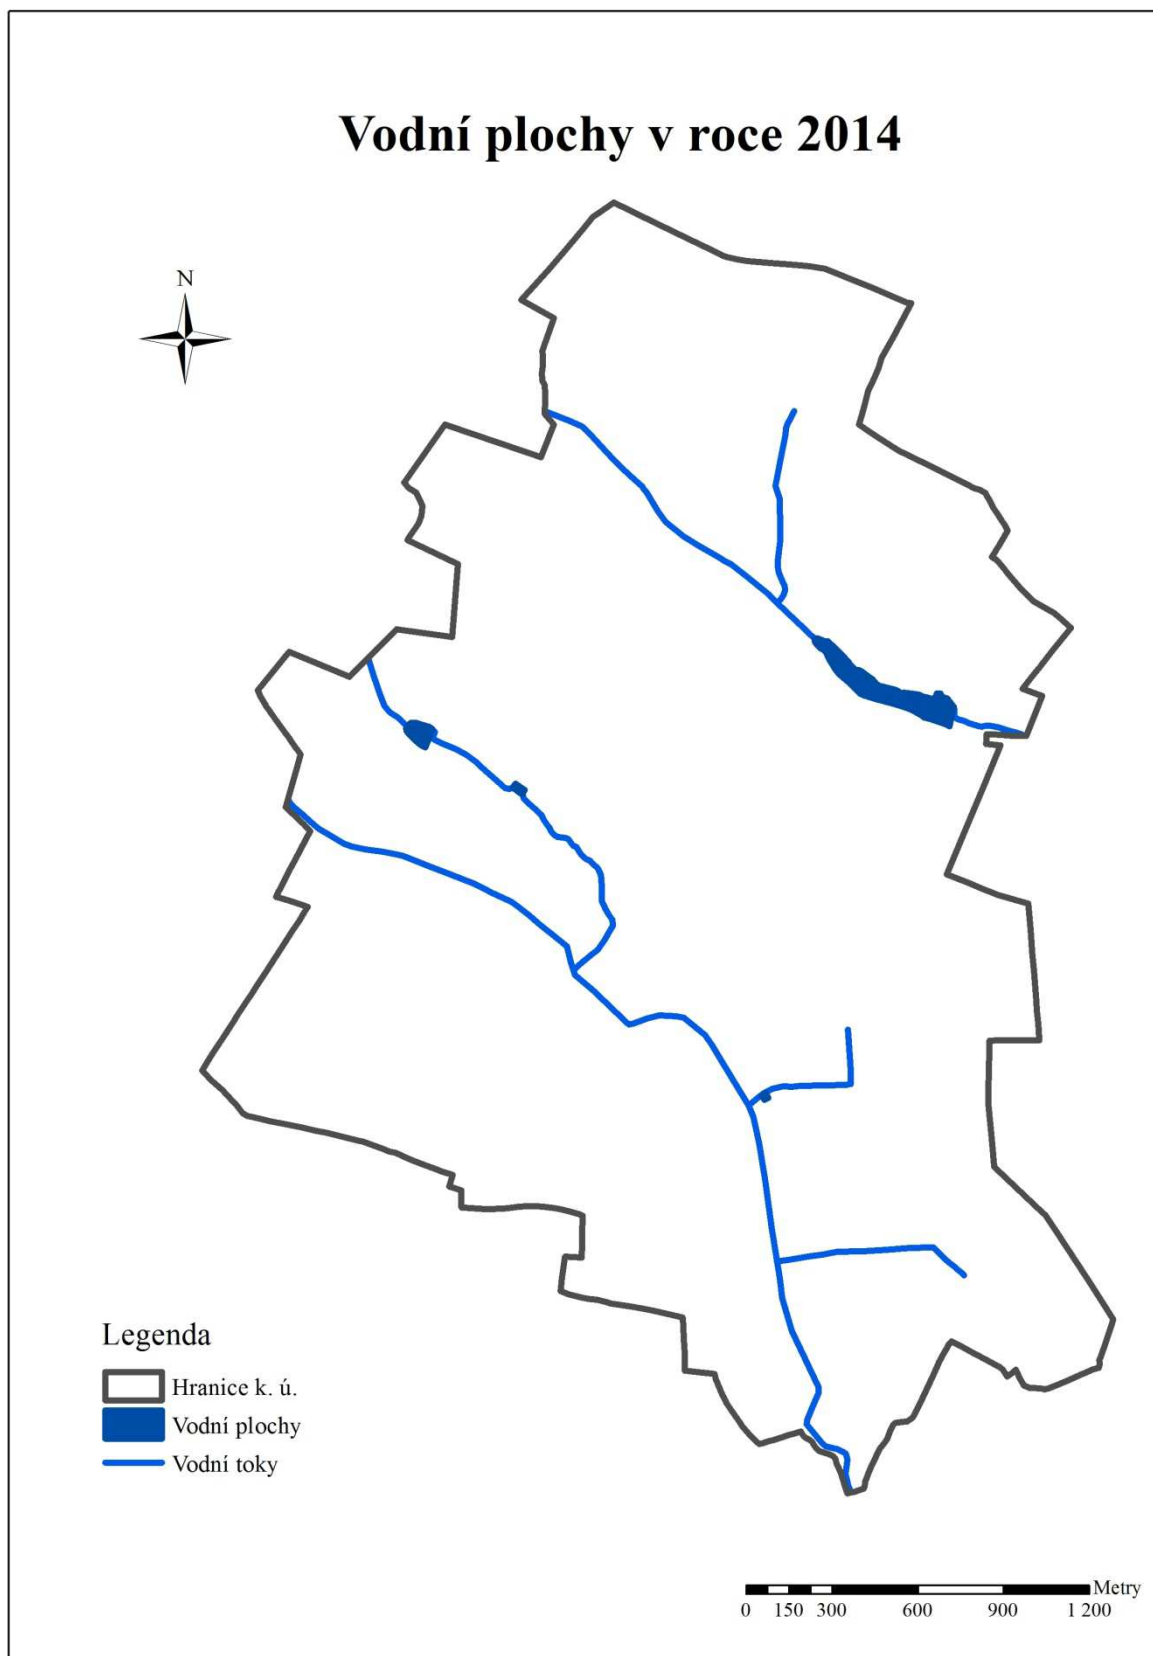 Vodní plochy v roce 2014
N
Legenda
Hranice k. ú.
Vodní plochy
Vodní toky
Metry
0 150 300 600 900 1 200